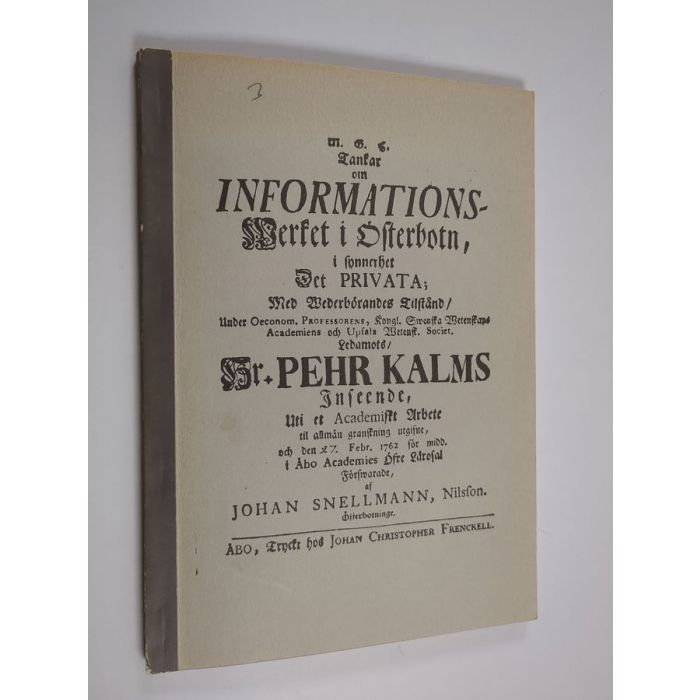 3
M. G. H.
Tankar
om
INFORMATIONS-
Werket i Österbotn,
i synnerhet
Det PRIVATA;
Med Wederbörandes Tilstånd/
Under Oeconom. PROFESSORENS, Kongl. Swenska Wetenskaps
Academiens och Upsala Wetensk. Societ.
Ledamots/
Hr. PEHR KALMS
Inseende,
Uti et Academiskt Arbete
til allmän granskning utgifne,
och den 27. Febr. 1762 för midd.
i Åbo Academies Öfre Lärosal
Förswarade,
af
JOHAN SNELLMANN, Nilsson.
Österbotninge.
ÅBO, Tryckt hos JOHAN CHRISTOPHER FRENCKELL.